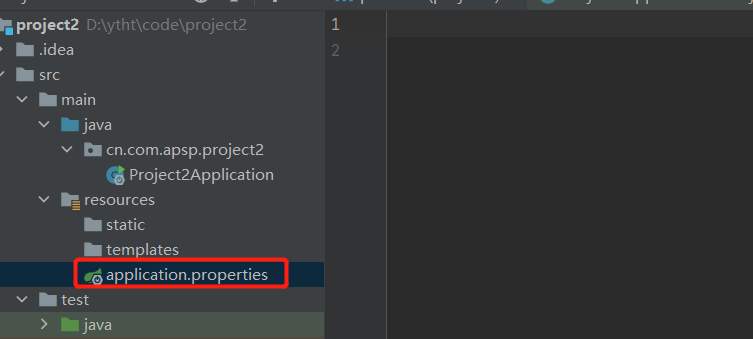 project2 D:\ytht\code\project2
.idea
src
main
java
cn.com.apsp.project2
Project2Application
resources
static
templates
application.properties
test
java
1
2